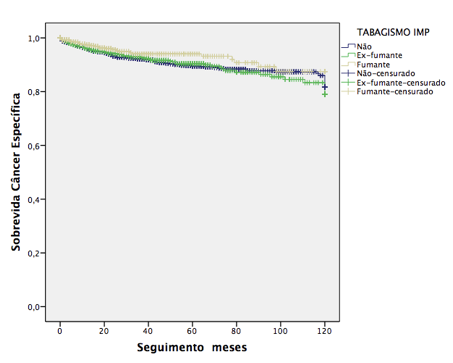 TABAGISMO IMP
Não
Ex-fumante
Fumante
Não-censurado
Ex-fumante-censurado
Fumante-censurado
1,0
0,8
0,6
0,4
0,2
0,0
Sobrevida Câncer Específica
0 20 40 60 80 100 120
Seguimento meses